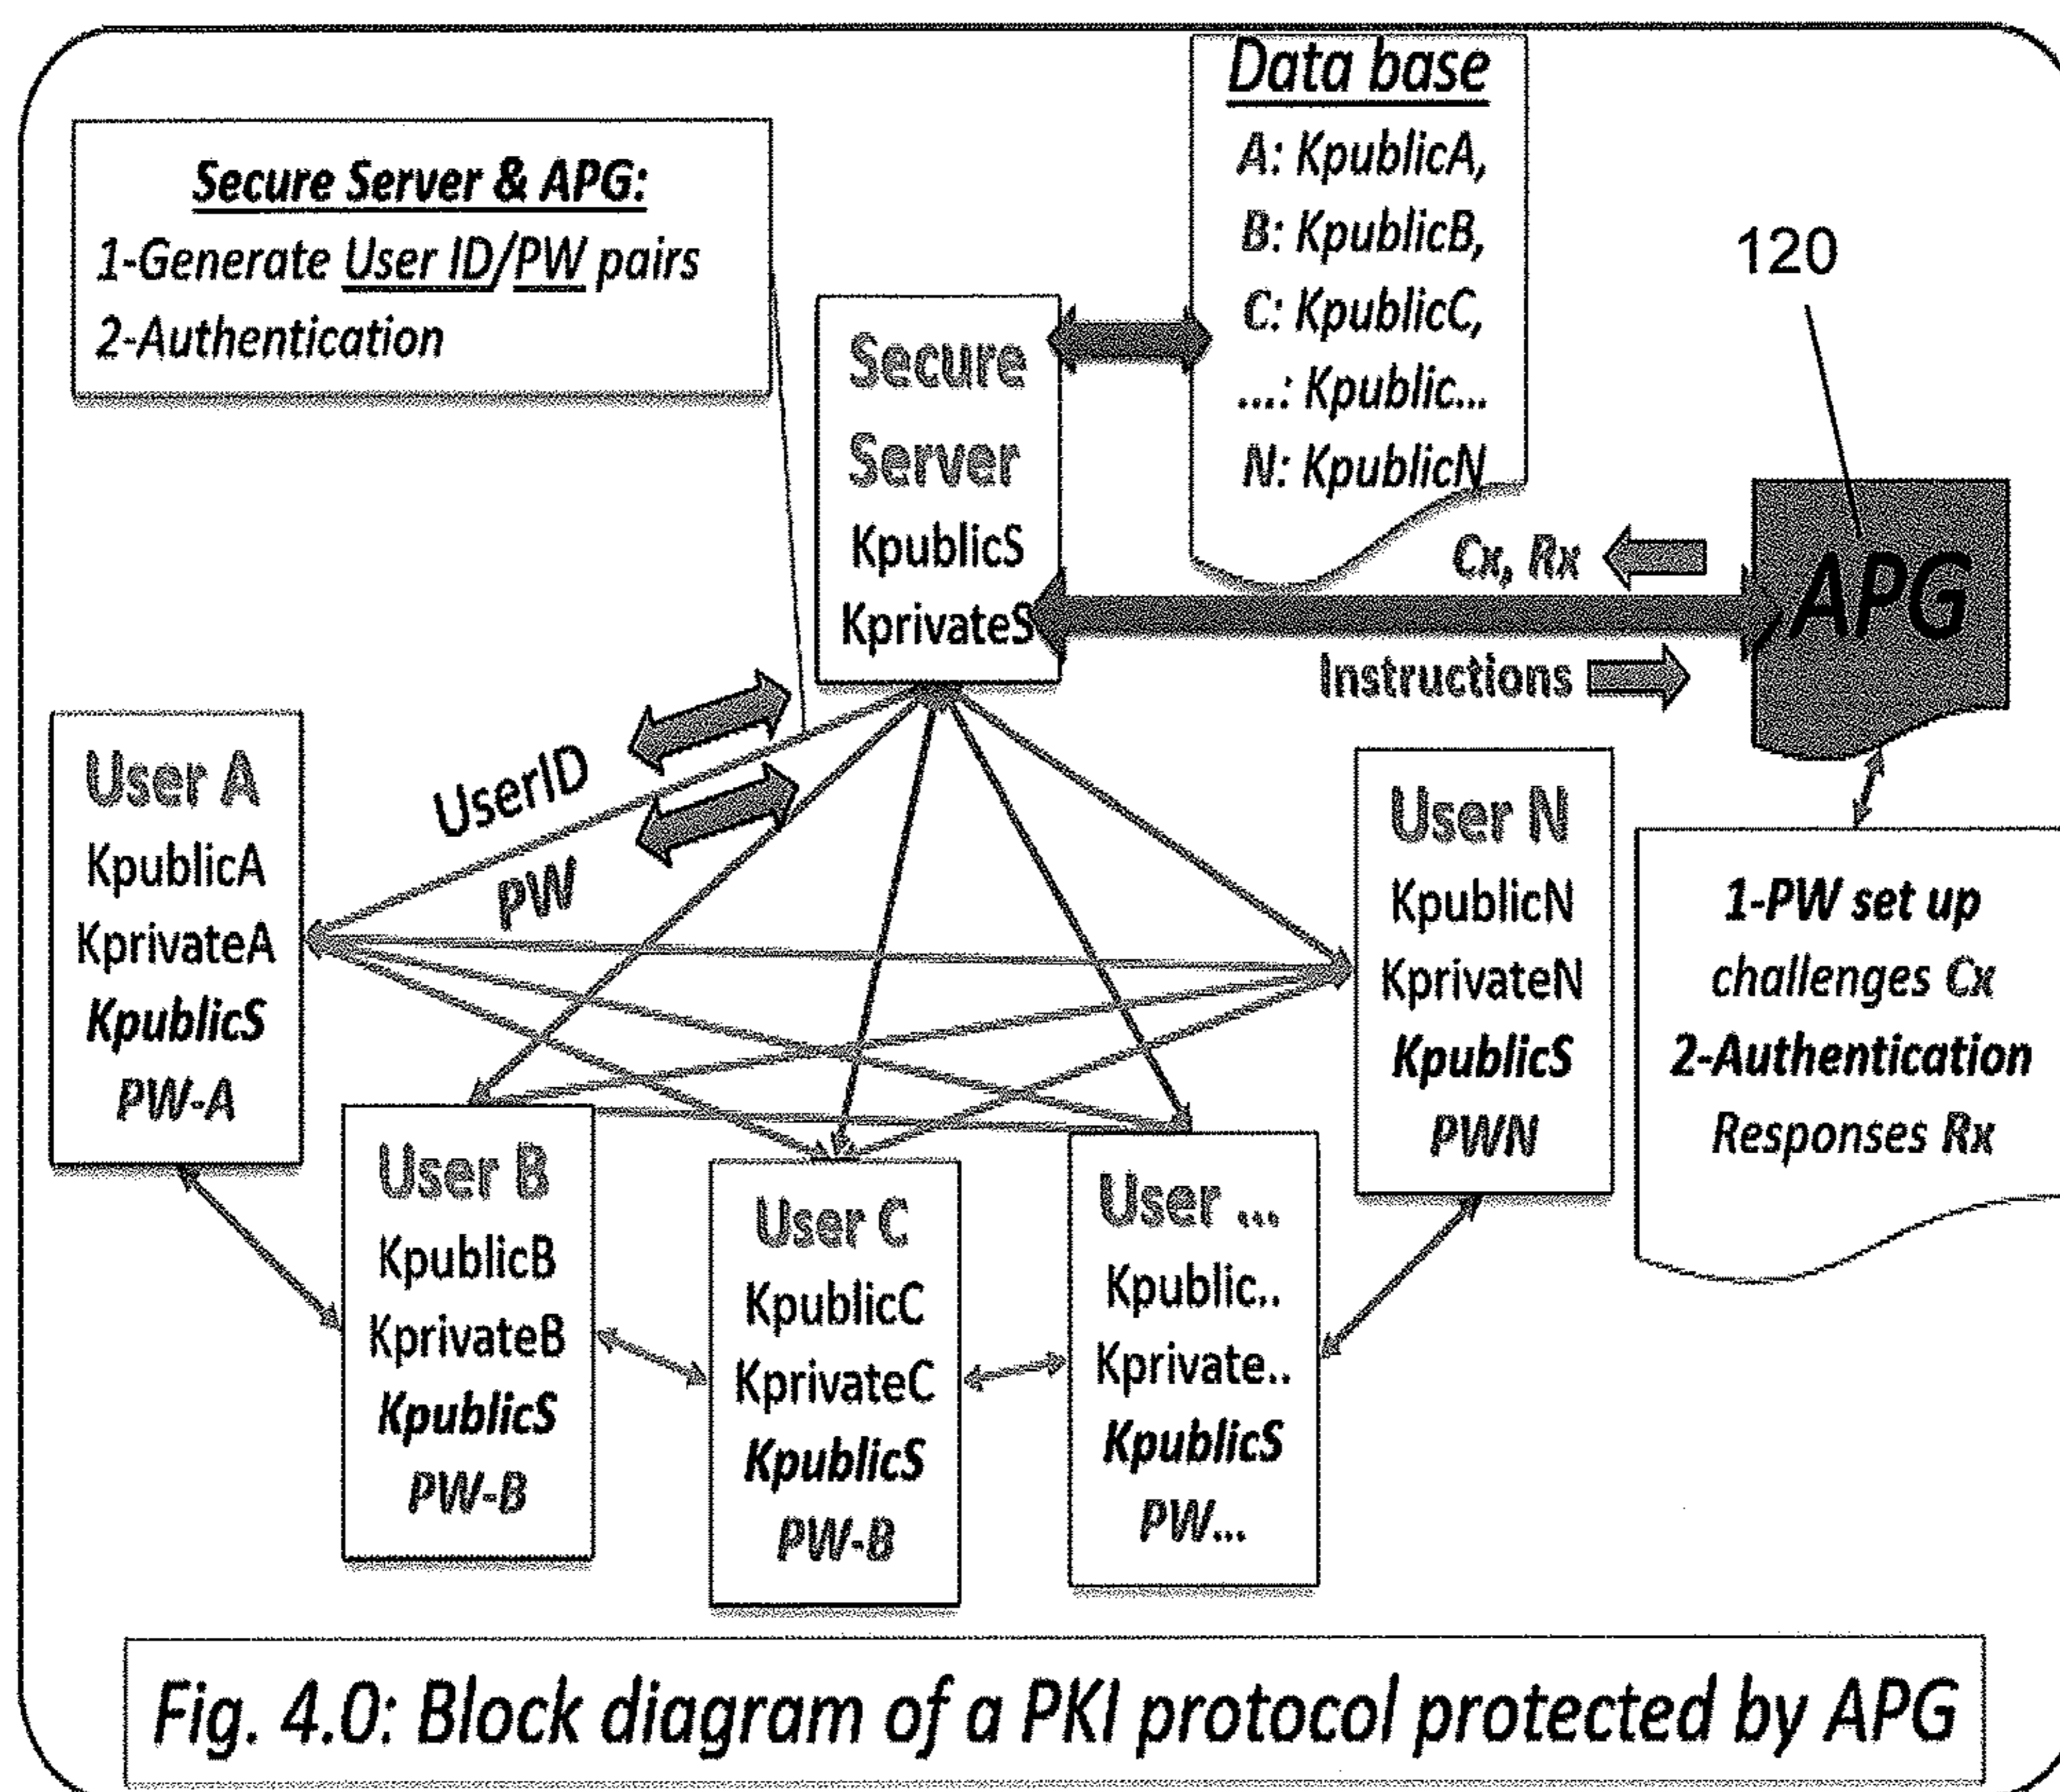 Data base
A: KpublicA,
B: KpublicB,
C: KpublicC,
...: Kpublic...
N: KpublicN
Secure Server & APG:
1-Generate User ID/PW pairs
2-Authentication
120
Secure
Server
KpublicS
KprivateS
Cx, Rx
APG
Instructions
UserID
PW
User A
KpublicA
KprivateA
KpublicS
PW-A
User B
KpublicB
KprivateB
KpublicS
PW-B
User C
KpublicC
KprivateC
KpublicS
PW-B
User ...
Kpublic..
Kprivate..
KpublicS
PW...
User N
KpublicN
KprivateN
KpublicS
PWN
1-PW set up
challenges Cx
2-Authentication
Responses Rx
Fig. 4.0: Block diagram of a PKI protocol protected by APG